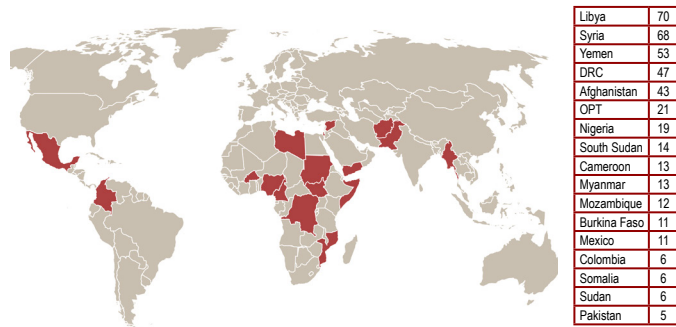 Libya 70
Syria 68
Yemen 53
DRC 47
Afghanistan 43
OPT 21
Nigeria 19
South Sudan 14
Cameroon 13
Myanmar 13
Mozambique 12
Burkina Faso 11
Mexico 11
Colombia 6
Somalia 6
Sudan 6
Pakistan 5